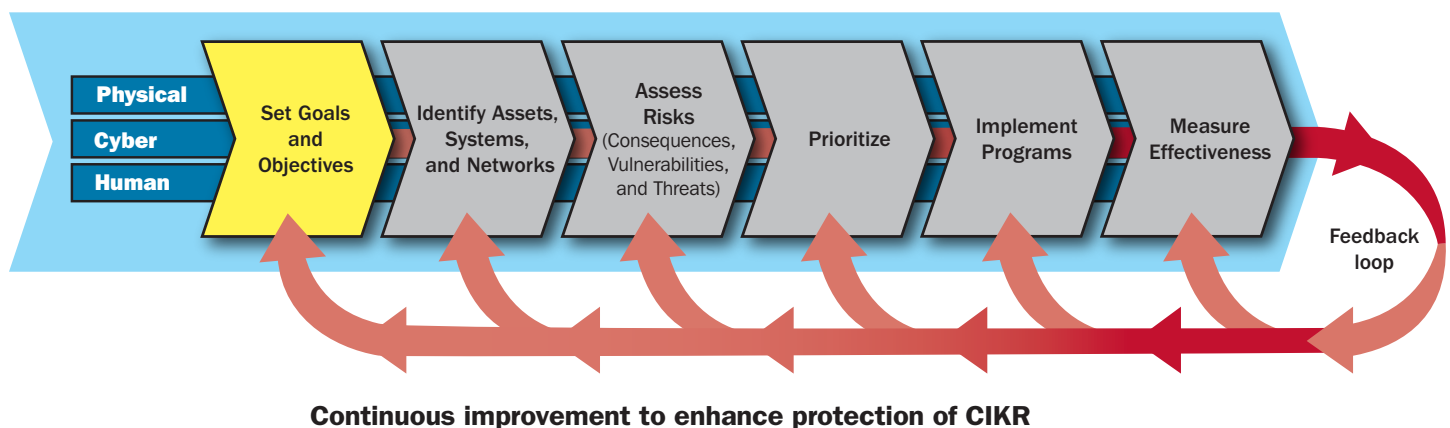 Physical
Cyber
Human
Set Goals
and
Objectives
Identify Assets,
Systems,
and Networks
Assess
Risks
(Consequences,
Vulnerabilities,
and Threats)
Prioritize
Implement
Programs
Measure
Effectiveness
Feedback
loop
Continuous improvement to enhance protection of CIKR